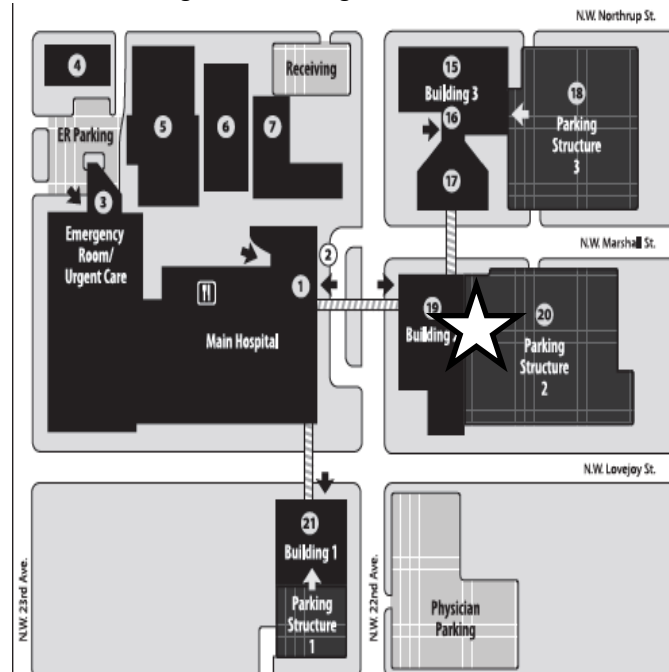 N.W. Northrup St.
4
5
6
7
Receiving
15
Building 3
16
17
18
Parking
Structure
3
ER Parking
3
Emergency
Room/
Urgent Care
N.W. Marshall St.
2
1
Main Hospital
19
Building
20
Parking
Structure
2
N.W. Lovejoy St.
21
Building 1
Parking
Structure
1
N.W. 23rd Ave.
N.W. 22nd Ave.
Physician
Parking